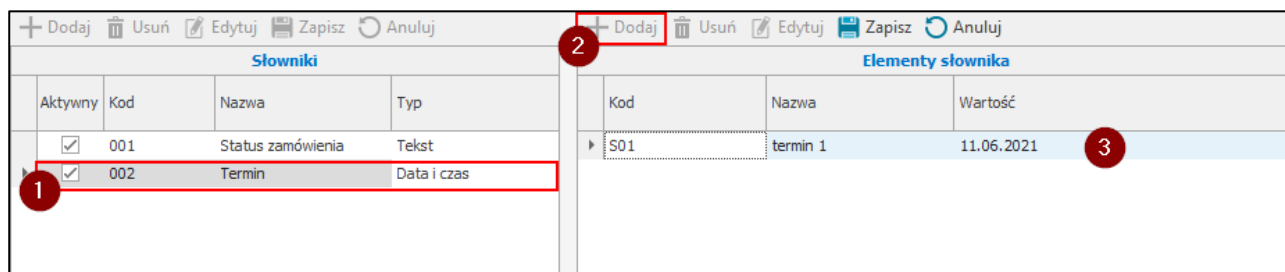 Dodaj Usuń Edytuj Zapisz Anuluj
Słowniki
Aktywny Kod Nazwa Typ
001 Status zamówienia Tekst
002 Termin Data i czas
1
Dodaj Usuń Edytuj Zapisz Anuluj
2
Elementy słownika
Kod Nazwa Wartość
S01 termin 1 11.06.2021
3